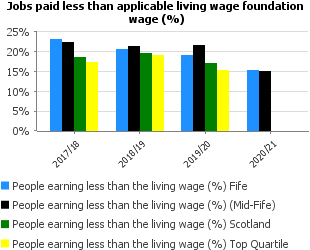 Jobs paid less than applicable living wage foundation
wage (%)
25%
20%
15%
10%
5%
0%
2017/18
2018/19
2019/20
2020/21
People earning less than the living wage (%) Fife
People earning less than the living wage (%) (Mid-Fife)
People earning less than the living wage (%) Scotland
People earning less than the living wage (%) Top Quartile